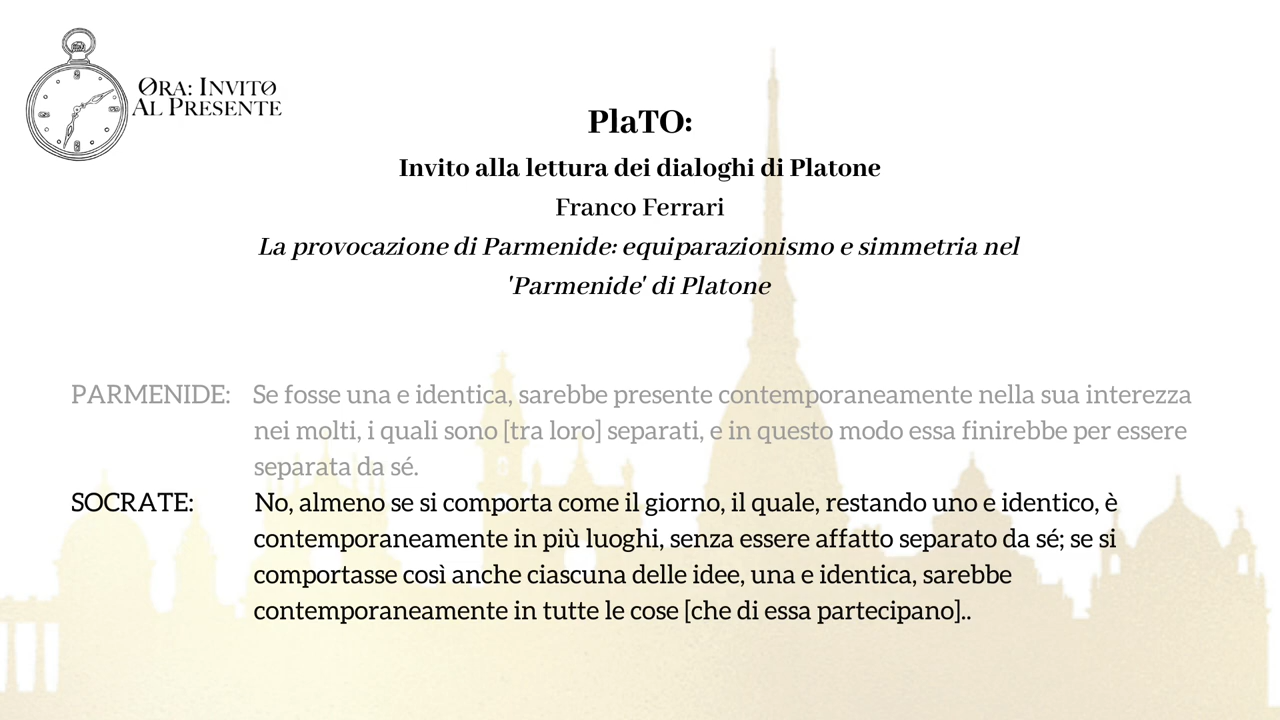 ØRA: INVITØ
AL PRESENTE
PlaTO:
Invito alla lettura dei dialoghi di Platone
Franco Ferrari
La provocazione di Parmenide: equiparazionismo e simmetria nel
'Parmenide' di Platone
PARMENIDE: Se fosse una e identica, sarebbe presente contemporaneamente nella sua interezza
nei molti, i quali sono [tra loro] separati, e in questo modo essa finirebbe per essere
separata da sé.
SOCRATE: No, almeno se si comporta come il giorno, il quale, restando uno e identico, è
contemporaneamente in più luoghi, senza essere affatto separato da sé; se si
comportasse così anche ciascuna delle idee, una e identica, sarebbe
contemporaneamente in tutte le cose [che di essa partecipano]..